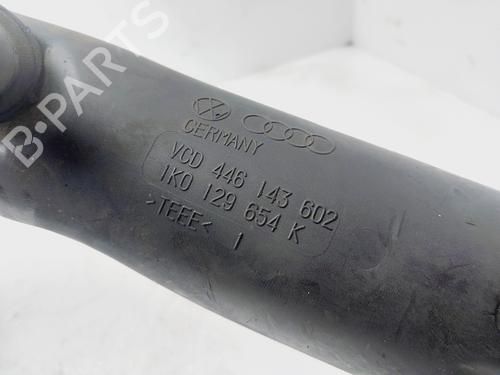 GERMANY
VCD 446 143 602
1K0 129 654 K
>TEEE< 1
B-PARTS